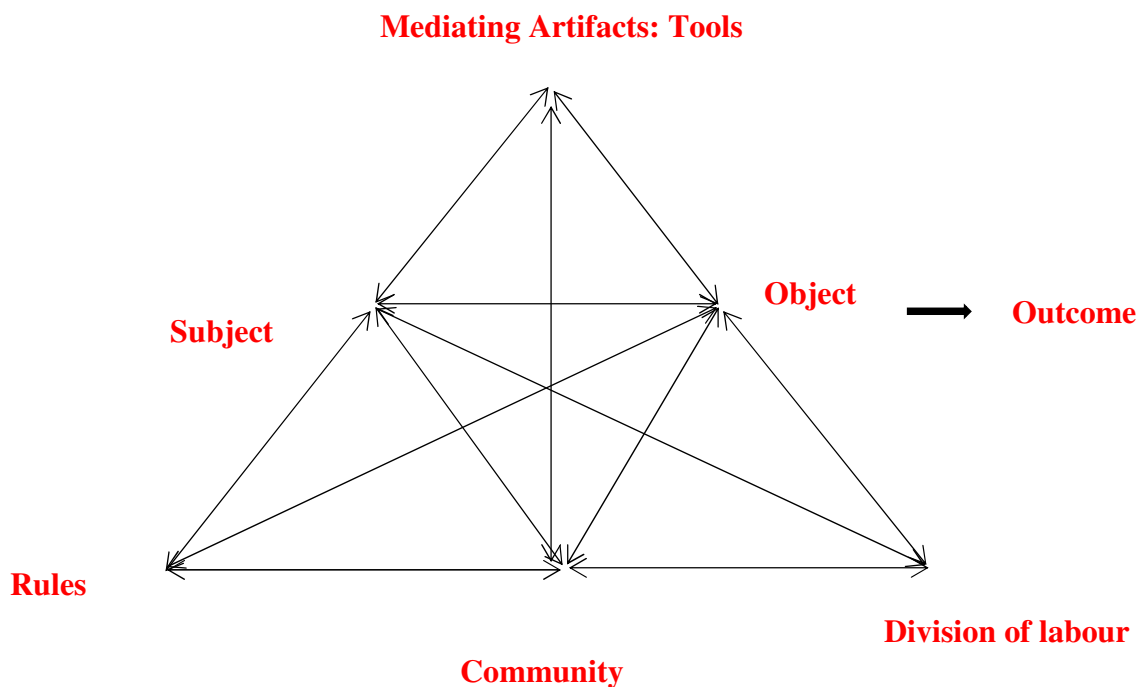 Mediating Artifacts: Tools
Object
Outcome
Subject
Rules
Division of labour
Community